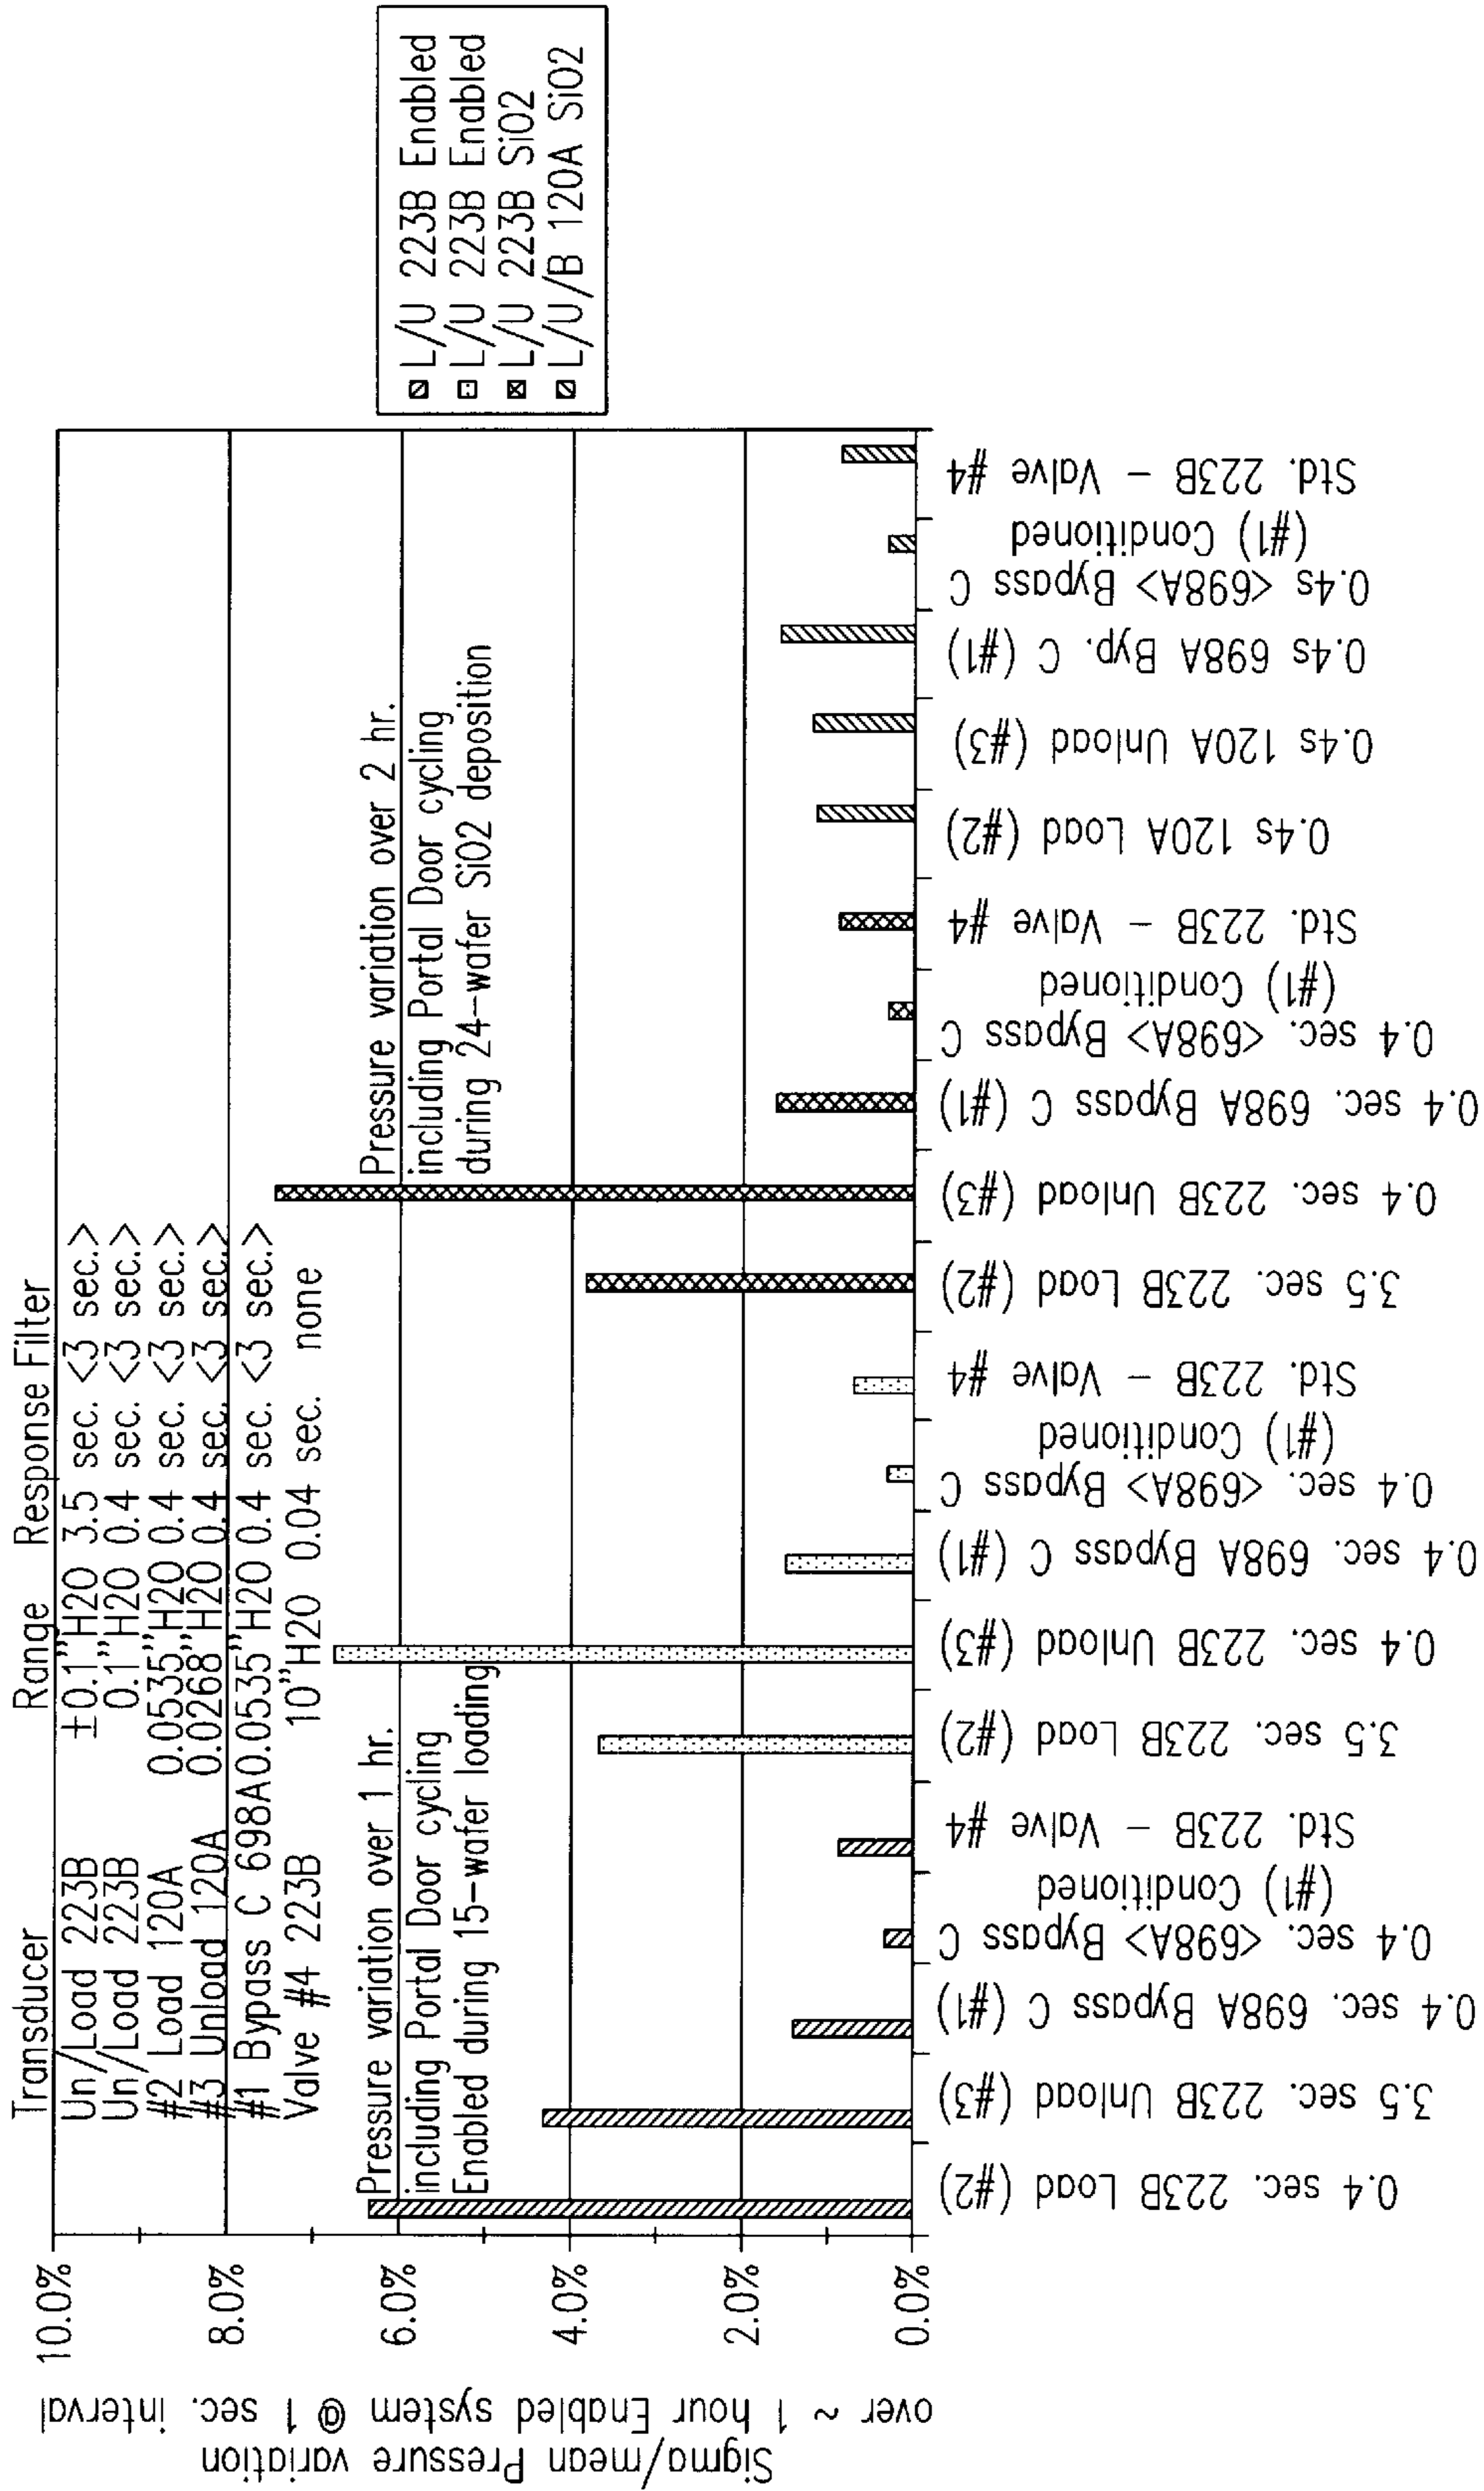 Transducer Range Response Filter
Un/Load 223B ±0.1"H20 3.5 sec. <3 sec.>
Un/Load 223B 0.1"H20 0.4 sec. <3 sec.>
#2 Load 120A 0.0535"H20 0.4 sec. <3 sec.>
#3 Unload 120A 0.0268"H20 0.4 sec. <3 sec.>
#1 Bypass C 698A 0.0535"H20 0.4 sec. <3 sec.>
Valve #4 223B 10"H20 0.04 sec. none
Sigma/mean Pressure variation
over ~ 1 hour Enabled system @ 1 sec. interval
10.0%
8.0%
6.0%
4.0%
2.0%
0.0%
Pressure variation over 1 hr.
including Portal Door cycling
Enabled during 15-wafer loading
Pressure variation over 2 hr.
including Portal Door cycling
during 24-wafer SiO2 deposition
L/U 223B Enabled
L/U 223B Enabled
L/U 223B SiO2
L/U/B 120A SiO2
0.4 sec. 223B Load (#2)
3.5 sec. 223B Unload (#3)
0.4 sec. 698A Bypass C (#1)
0.4 sec. <698A> Bypass C
(#1) Conditioned
Std. 223B - Valve #4
3.5 sec. 223B Load (#2)
0.4 sec. 223B Unload (#3)
0.4 sec. 698A Bypass C (#1)
0.4 sec. <698A> Bypass C
(#1) Conditioned
Std. 223B - Valve #4
3.5 sec. 223B Load (#2)
0.4 sec. 223B Unload (#3)
0.4 sec. 698A Bypass C (#1)
0.4 sec. <698A> Bypass C
(#1) Conditioned
Std. 223B - Valve #4
0.4s 120A Load (#2)
0.4s 120A Unload (#3)
0.4s 698A Byp. C (#1)
0.4s <698A> Bypass C
(#1) Conditioned
Std. 223B - Valve #4